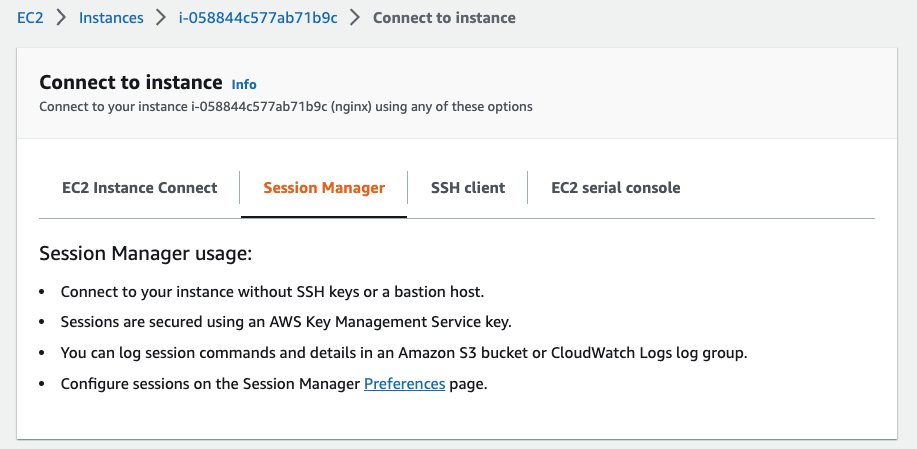 EC2 > Instances > i-058844c577ab71b9c > Connect to instance
Connect to instance Info
Connect to your instance i-058844c577ab71b9c (nginx) using any of these options
EC2 Instance Connect Session Manager SSH client EC2 serial console
Session Manager usage:
• Connect to your instance without SSH keys or a bastion host.
• Sessions are secured using an AWS Key Management Service key.
• You can log session commands and details in an Amazon S3 bucket or CloudWatch Logs log group.
• Configure sessions on the Session Manager Preferences page.